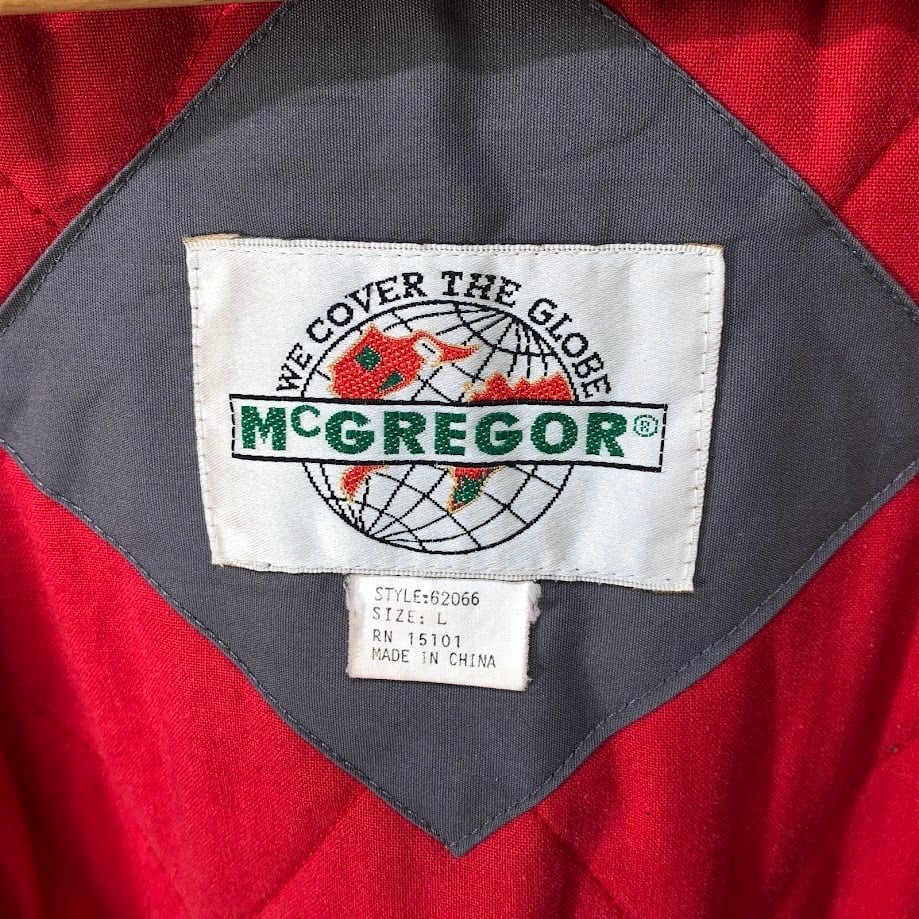 WE COVER THE GLOBE
McGREGOR®
STYLE:62066
SIZE: L
RN 15101
MADE IN CHINA